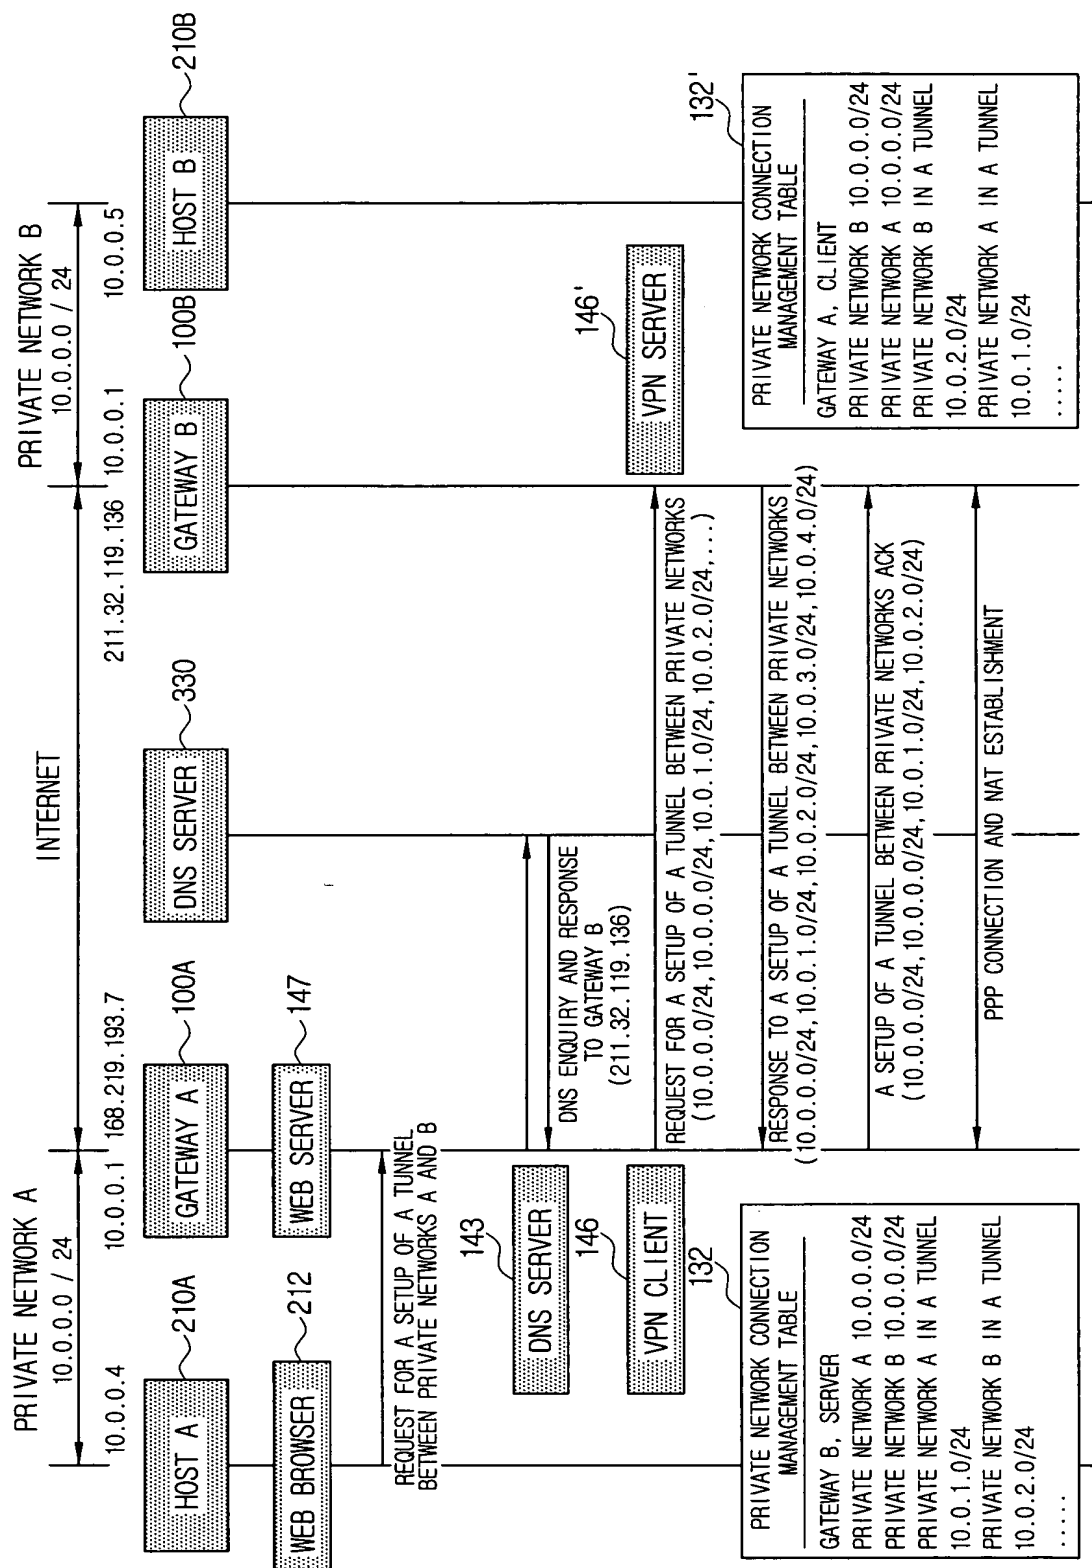 PRIVATE NETWORK A
10.0.0.0 / 24
INTERNET
PRIVATE NETWORK B
10.0.0.0 / 24
10.0.0.4
10.0.0.1
168.219.193.7
211.32.119.136
10.0.0.1
10.0.0.5
210A
100A
330
100B
210B
HOST A
GATEWAY A
DNS SERVER
GATEWAY B
HOST B
212
147
WEB BROWSER
WEB SERVER
REQUEST FOR A SETUP OF A TUNNEL
BETWEEN PRIVATE NETWORKS A AND B
143
DNS SERVER
DNS ENQUIRY AND RESPONSE
TO GATEWAY B
(211.32.119.136)
146
VPN CLIENT
146'
VPN SERVER
REQUEST FOR A SETUP OF A TUNNEL BETWEEN PRIVATE NETWORKS
(10.0.0.0/24,10.0.0.0/24,10.0.1.0/24,10.0.2.0/24,...)
RESPONSE TO A SETUP OF A TUNNEL BETWEEN PRIVATE NETWORKS
(10.0.0.0/24,10.0.1.0/24,10.0.2.0/24,10.0.3.0/24,10.0.4.0/24)
A SETUP OF A TUNNEL BETWEEN PRIVATE NETWORKS ACK
(10.0.0.0/24,10.0.0.0/24,10.0.1.0/24,10.0.2.0/24)
PPP CONNECTION AND NAT ESTABLISHMENT
132
PRIVATE NETWORK CONNECTION
MANAGEMENT TABLE
GATEWAY B, SERVER
PRIVATE NETWORK A 10.0.0.0/24
PRIVATE NETWORK B 10.0.0.0/24
PRIVATE NETWORK A IN A TUNNEL
10.0.1.0/24
PRIVATE NETWORK B IN A TUNNEL
10.0.2.0/24
.....
132'
PRIVATE NETWORK CONNECTION
MANAGEMENT TABLE
GATEWAY A, CLIENT
PRIVATE NETWORK B 10.0.0.0/24
PRIVATE NETWORK A 10.0.0.0/24
PRIVATE NETWORK B IN A TUNNEL
10.0.2.0/24
PRIVATE NETWORK A IN A TUNNEL
10.0.1.0/24
.....